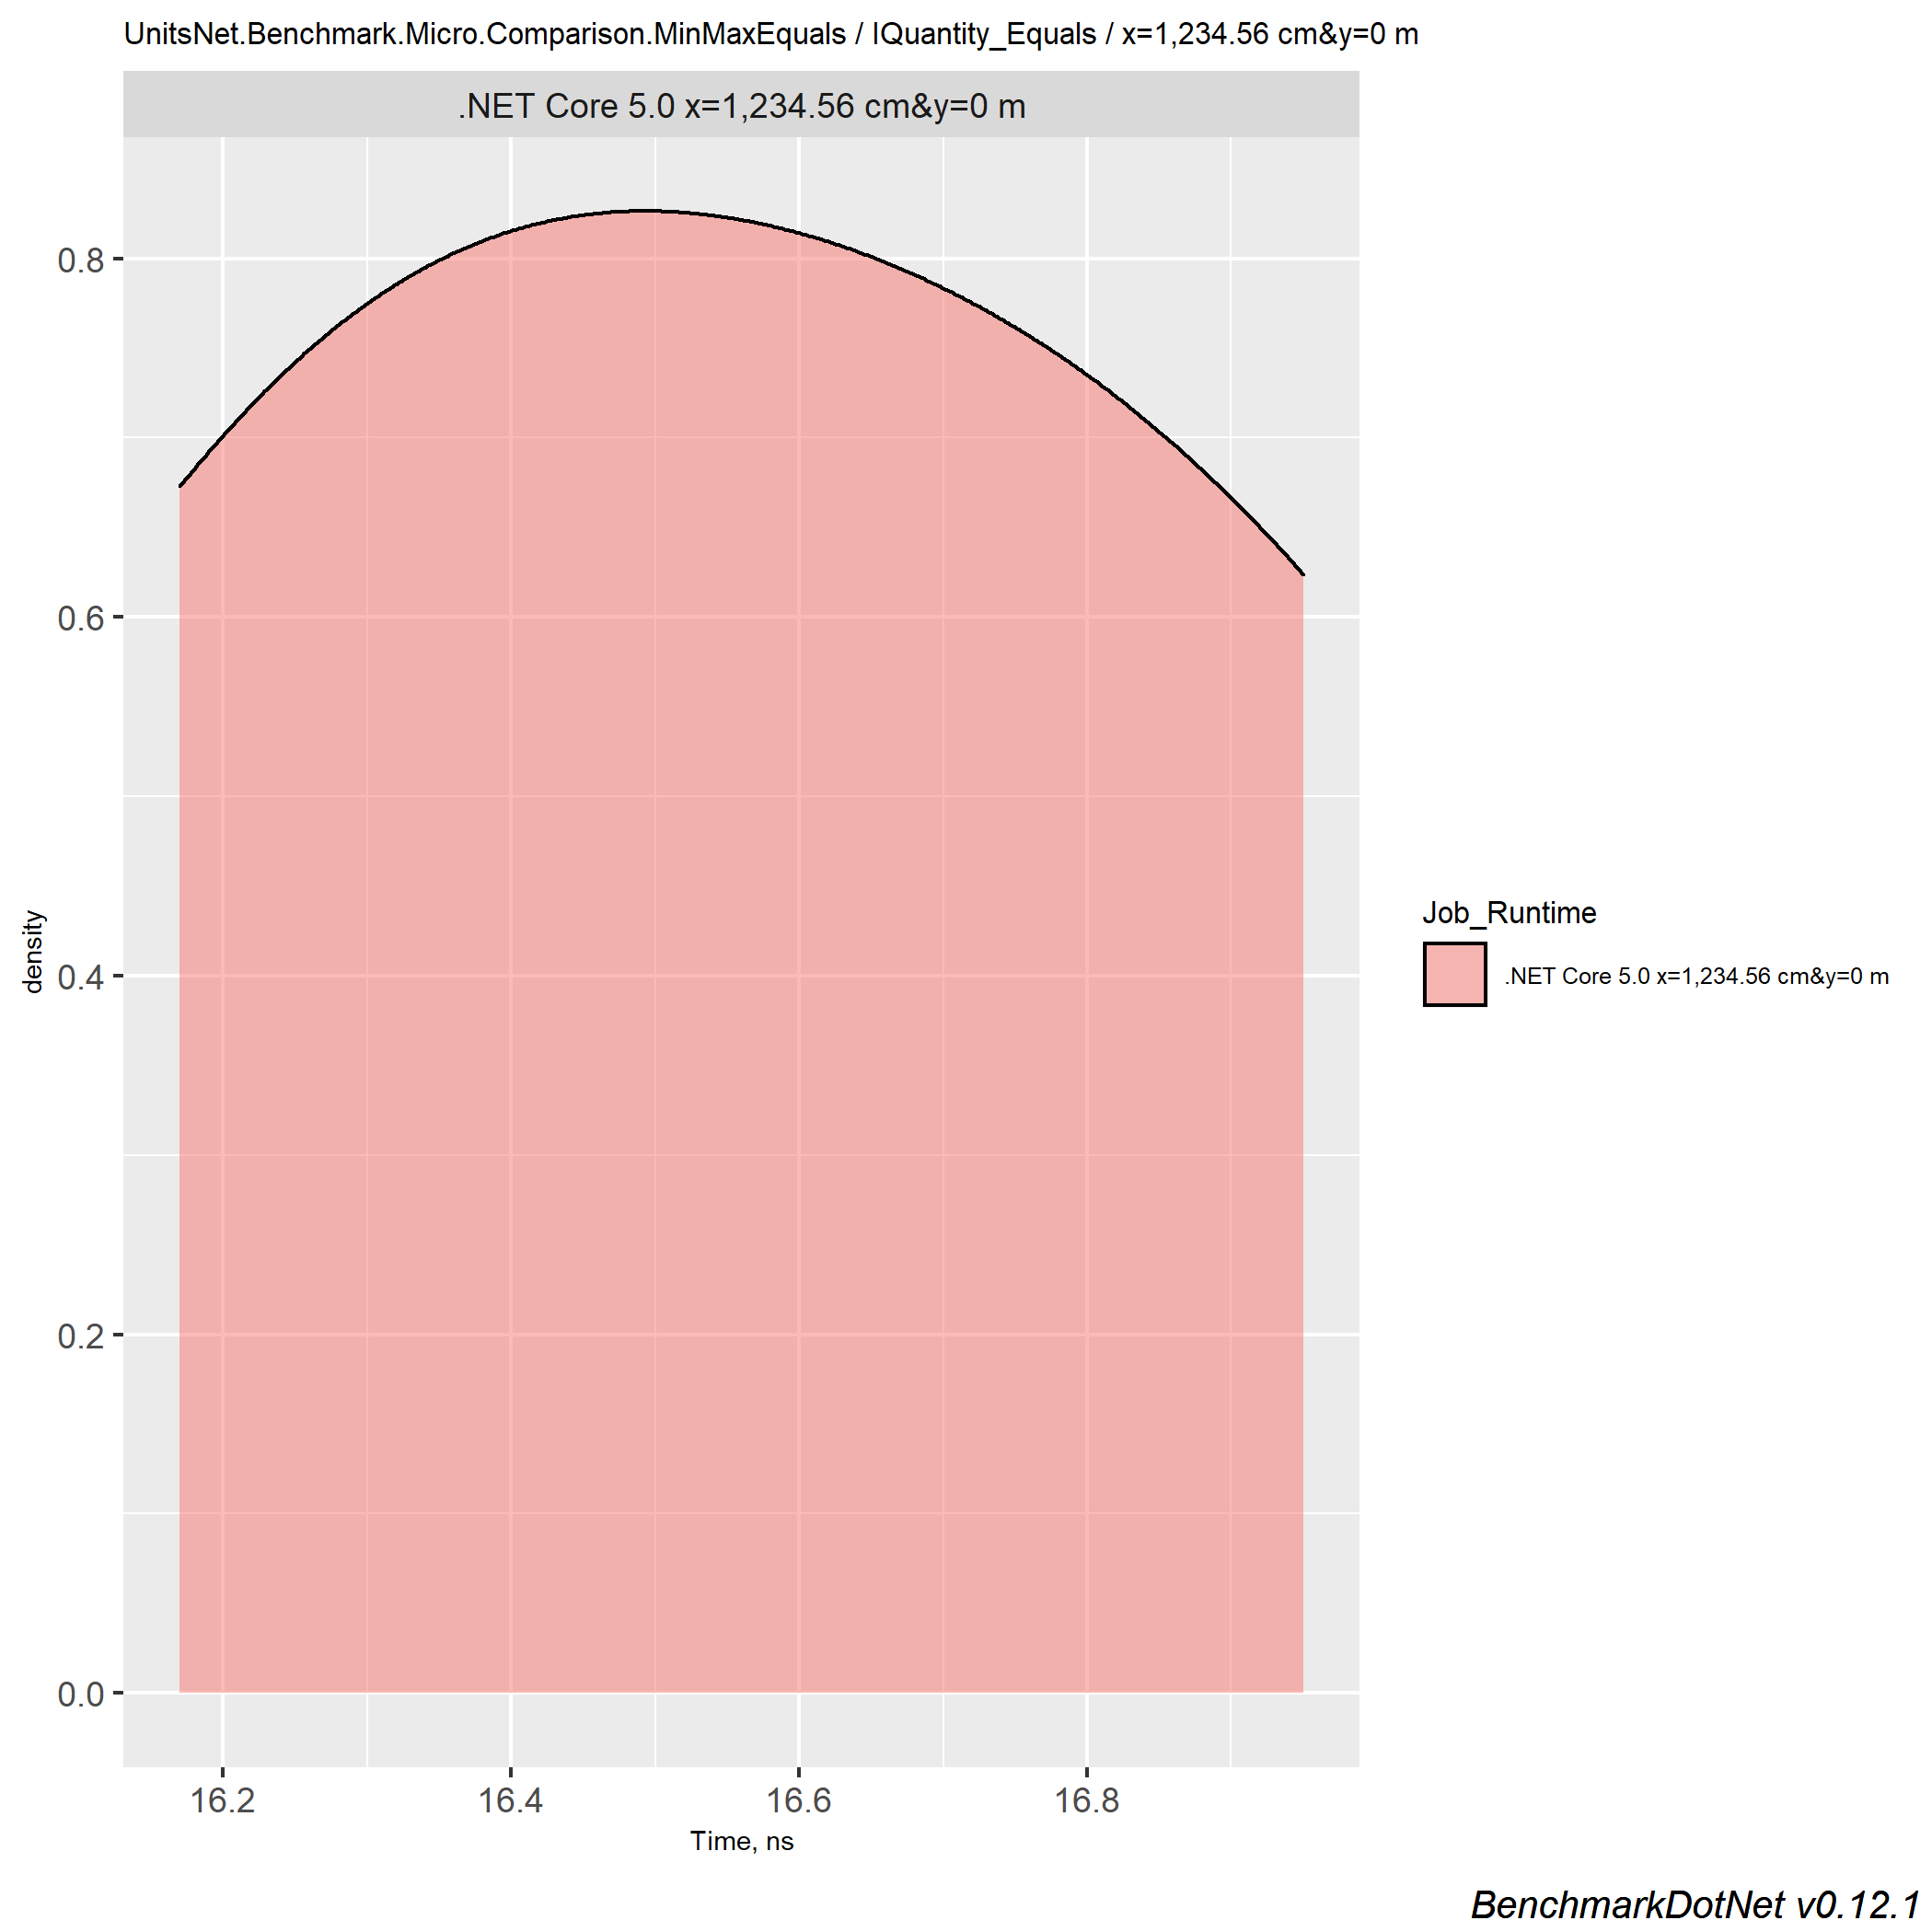 UnitsNet.Benchmark.Micro.Comparison.MinMaxEquals / IQuantity_Equals / x=1,234.56 cm&y=0 m
.NET Core 5.0 x=1,234.56 cm&y=0 m
0.8
0.6
0.4
0.2
0.0
density
16.2 16.4 16.6 16.8
Time, ns
Job_Runtime
.NET Core 5.0 x=1,234.56 cm&y=0 m
BenchmarkDotNet v0.12.1